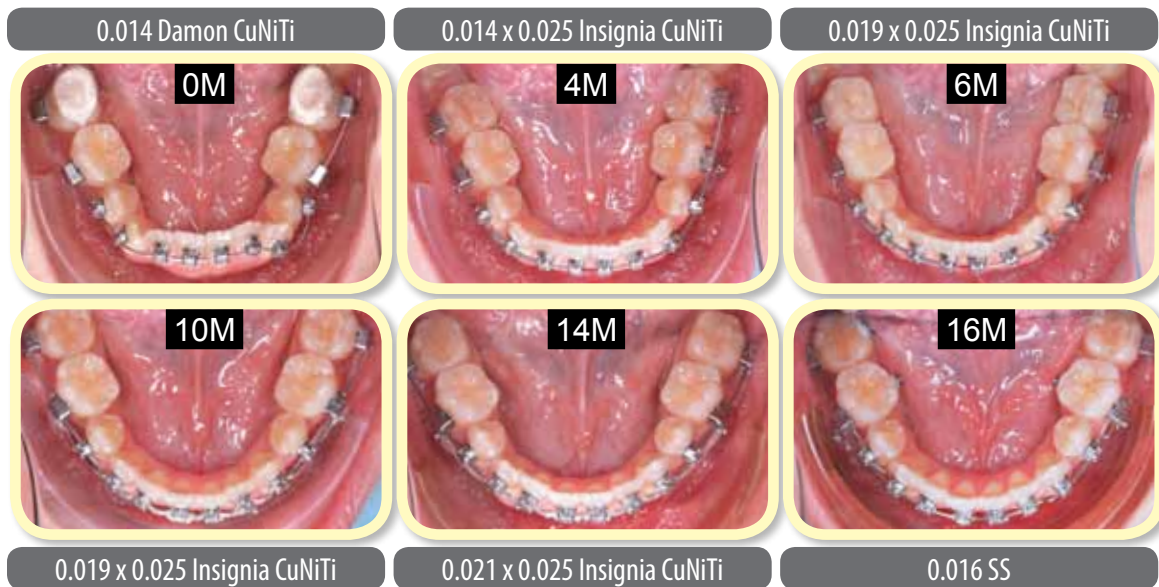 0.014 Damon CuNiTi
0.014 x 0.025 Insignia CuNiTi
0.019 x 0.025 Insignia CuNiTi
0M
4M
6M
10M
14M
16M
0.019 x 0.025 Insignia CuNiTi
0.021 x 0.025 Insignia CuNiTi
0.016 SS